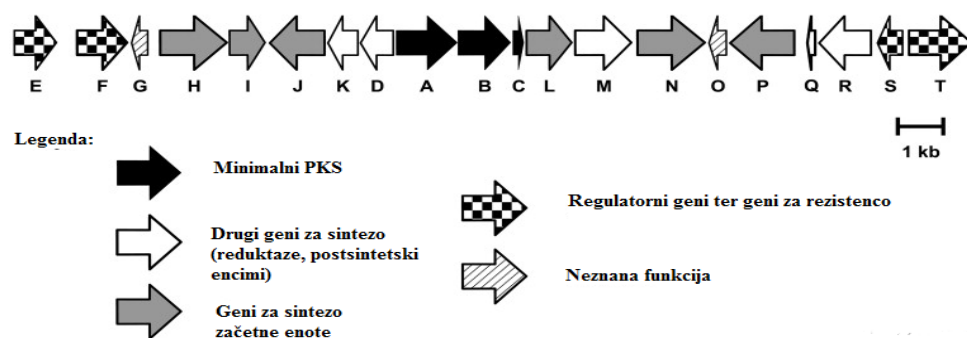 E F G H I J K D A B C L M N O P Q R S T
1 kb
Legenda:
Minimalni PKS
Drugi geni za sintezo
(reduktaze, postsintetski
encimi)
Geni za sintezo
začetne enote
Regulatorni geni ter geni za rezistenco
Neznana funkcija